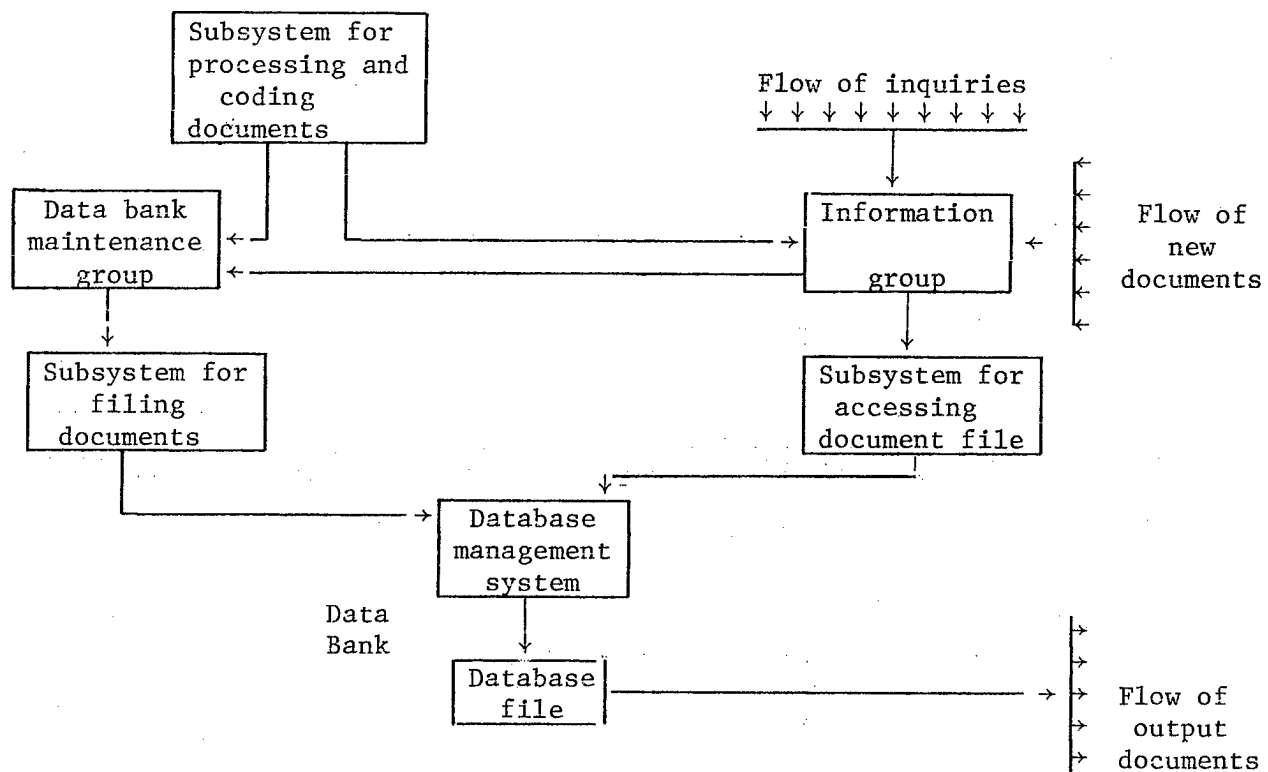 Subsystem for
processing and
coding
documents
Flow of inquiries
Data bank
maintenance
group
Information
group
Flow of
new
documents
Subsystem for
filing
documents
Subsystem for
accessing
document file
Database
management
system
Data
Bank
Database
file
Flow of
output
documents